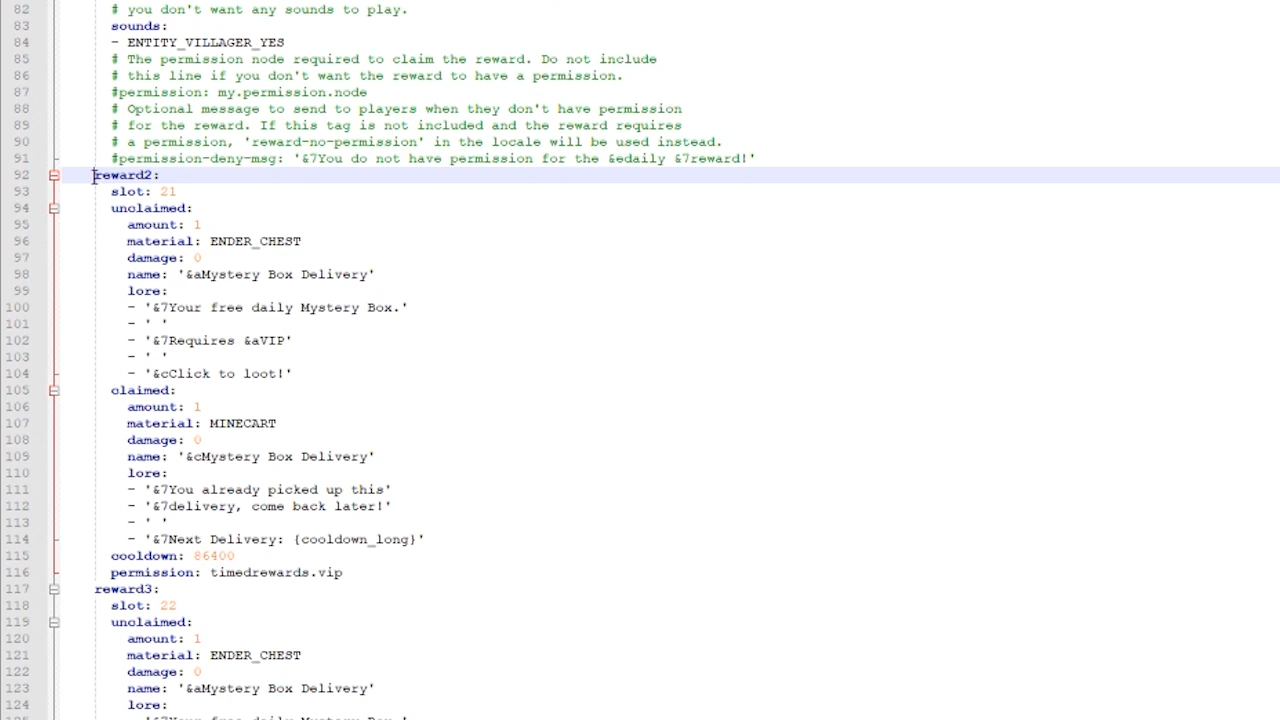 82 # you don't want any sounds to play.
83 sounds:
84 - ENTITY_VILLAGER_YES
85 # The permission node required to claim the reward. Do not include
86 # this line if you don't want the reward to have a permission.
87 #permission: my.permission.node
88 # Optional message to send to players when they don't have permission
89 # for the reward. If this tag is not included and the reward requires
90 # a permission, 'reward-no-permission' in the locale will be used instead.
91 #permission-deny-msg: '&7You do not have permission for the &edaily &7reward!'
92 reward2:
93 slot: 21
94 unclaimed:
95 amount: 1
96 material: ENDER_CHEST
97 damage: 0
98 name: '&aMystery Box Delivery'
99 lore:
100 - '&7Your free daily Mystery Box.'
101 - ' '
102 - '&7Requires &aVIP'
103 - ' '
104 - '&cClick to loot!'
105 claimed:
106 amount: 1
107 material: MINECART
108 damage: 0
109 name: '&cMystery Box Delivery'
110 lore:
111 - '&7You already picked up this'
112 - '&7delivery, come back later!'
113 - ' '
114 - '&7Next Delivery: {cooldown_long}'
115 cooldown: 86400
116 permission: timedrewards.vip
117 reward3:
118 slot: 22
119 unclaimed:
120 amount: 1
121 material: ENDER_CHEST
122 damage: 0
123 name: '&aMystery Box Delivery'
124 lore:
- '&7Your free daily Mystery Box.'